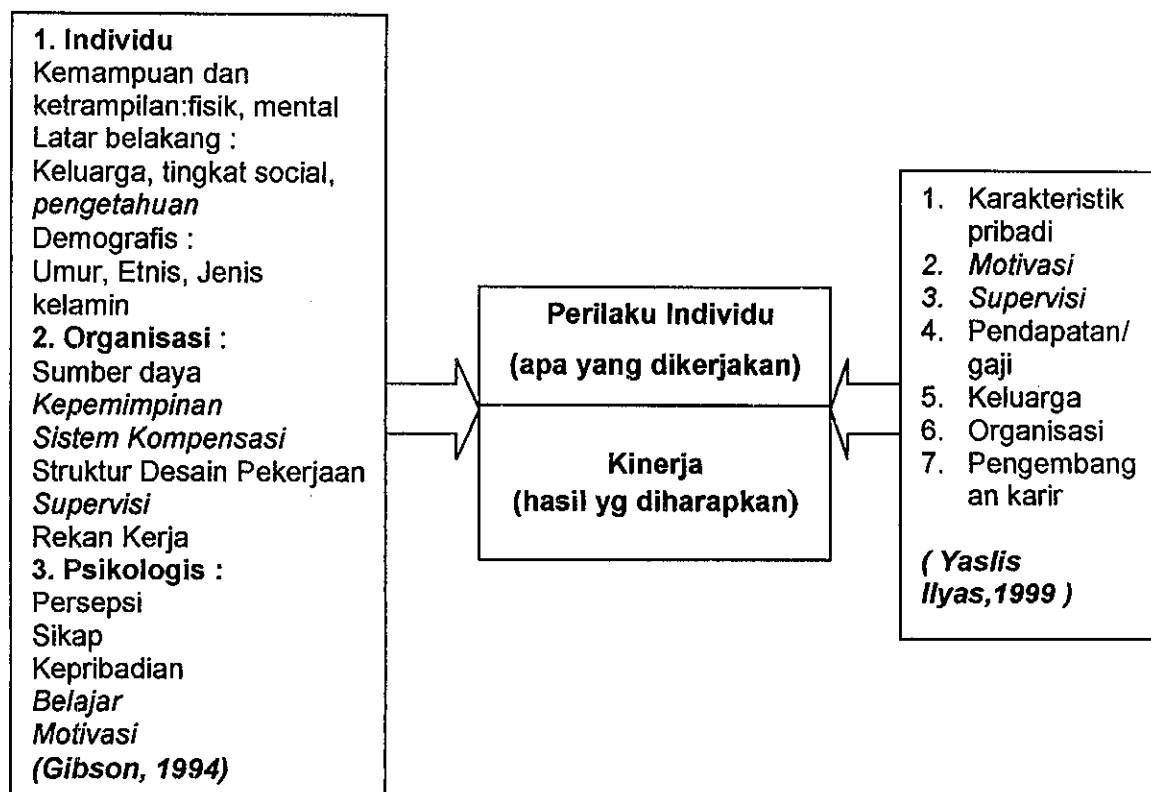 1. Individu
Kemampuan dan
ketrampilan:fisik, mental
Latar belakang :
Keluarga, tingkat social,
pengetahuan
Demografis :
Umur, Etnis, Jenis
kelamin
2. Organisasi :
Sumber daya
Kepemimpinan
Sistem Kompensasi
Struktur Desain Pekerjaan
Supervisi
Rekan Kerja
3. Psikologis :
Persepsi
Sikap
Kepribadian
Belajar
Motivasi
(Gibson, 1994)
Perilaku Individu
(apa yang dikerjakan)
Kinerja
(hasil yg diharapkan)
1. Karakteristik
pribadi
2. Motivasi
3. Supervisi
4. Pendapatan/
gaji
5. Keluarga
6. Organisasi
7. Pengembang
an karir
( Yaslis
Ilyas,1999 )